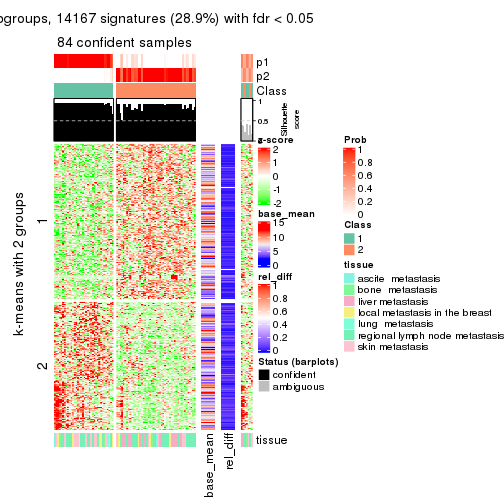 ogroups, 14167 signatures (28.9%) with fdr < 0.05
84 confident samples
p1
p2
Class
1
0.5
0
Silhouette
score
z-score
2
1
0
-1
-2
base_mean
15
10
5
0
rel_diff
1
0.8
0.6
0.4
0.2
0
Status (barplots)
confident
ambiguous
Prob
1
0.8
0.6
0.4
0.2
0
Class
1
2
tissue
ascite metastasis
bone metastasis
liver metastasis
local metastasis in the breast
lung metastasis
regional lymph node metastasis
skin metastasis
k-means with 2 groups
1
2
tissue
base_mean
rel_diff